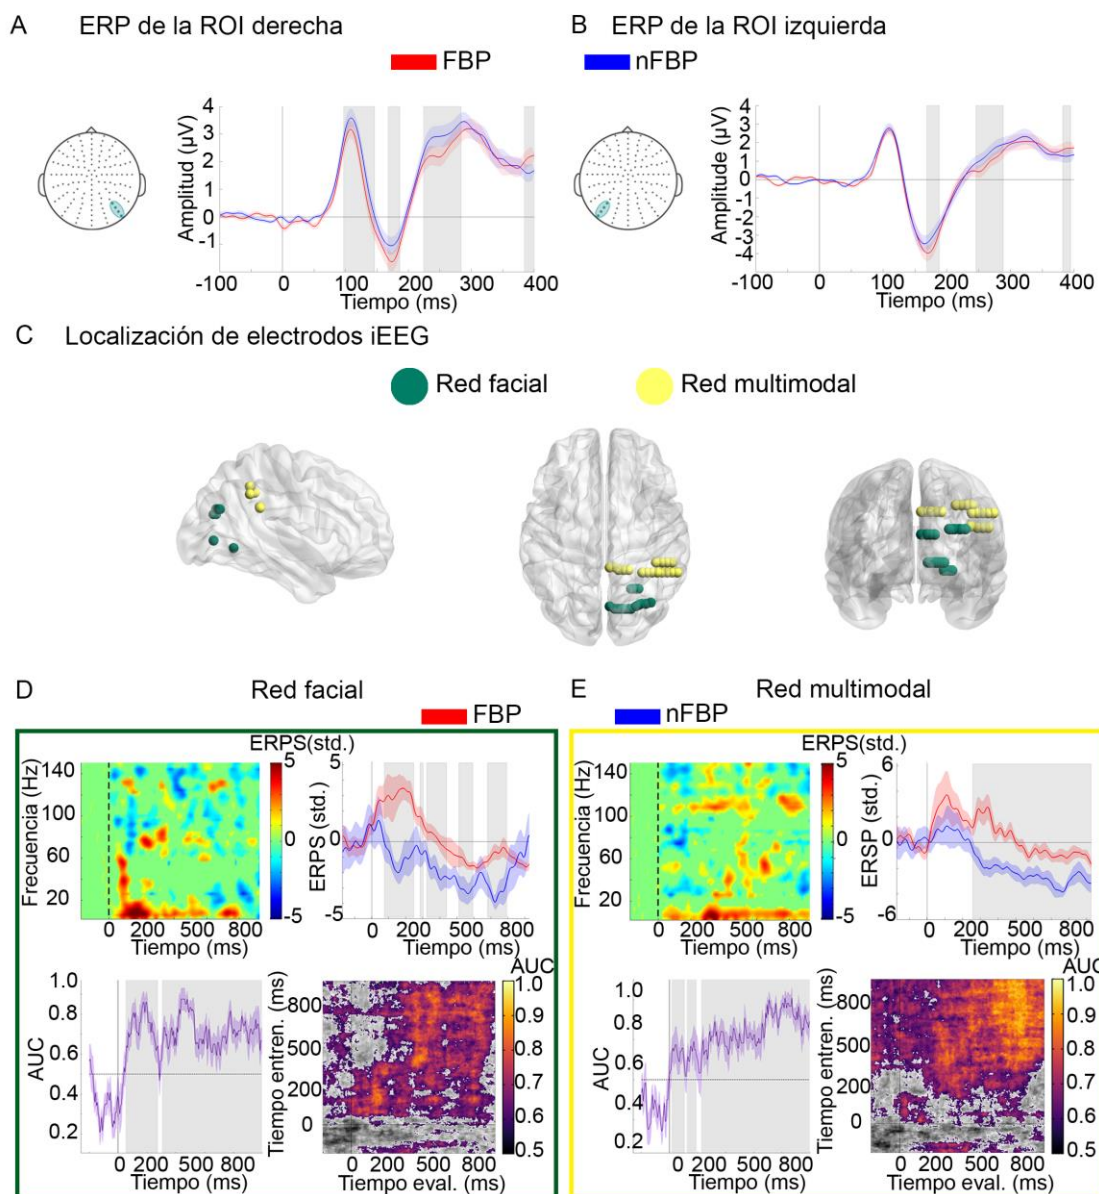 A ERP de la ROI derecha
B ERP de la ROI izquierda
FBP nFBP
Amplitud (µV)
4
3
2
1
0
-1
-100 0 100 200 300 400
Tiempo (ms)
Amplitude (µV)
4
3
2
1
0
-1
-2
-3
-4
-100 0 100 200 300 400
Tiempo (ms)
C Localización de electrodos iEEG
Red facial Red multimodal
D Red facial
E Red multimodal
FBP nFBP
ERPS(std.)
Frecuencia (Hz)
140
100
60
20
0 200 500 800
Tiempo (ms)
5
0
-5
ERPS (std.)
5
0
-5
0 200 500 800
Tiempo (ms)
AUC
1.0
0.8
0.6
0.4
0.2
0 200 500 800
Tiempo (ms)
Tiempo entren. (ms)
800
500
200
0
0 200 500 800
Tiempo eval. (ms)
AUC
1.0
0.9
0.8
0.7
0.6
0.5
ERPS(std.)
Frecuencia (Hz)
140
100
60
20
0 200 500 800
Tiempo (ms)
5
0
-5
ERSP (std.)
6
0
-6
0 200 500 800
Tiempo (ms)
AUC
1.0
0.8
0.6
0.4
0.2
0 200 500 800
Tiempo (ms)
Tiempo entren. (ms)
800
500
200
0
0 200 500 800
Tiempo eval. (ms)
AUC
1.0
0.9
0.8
0.7
0.6
0.5